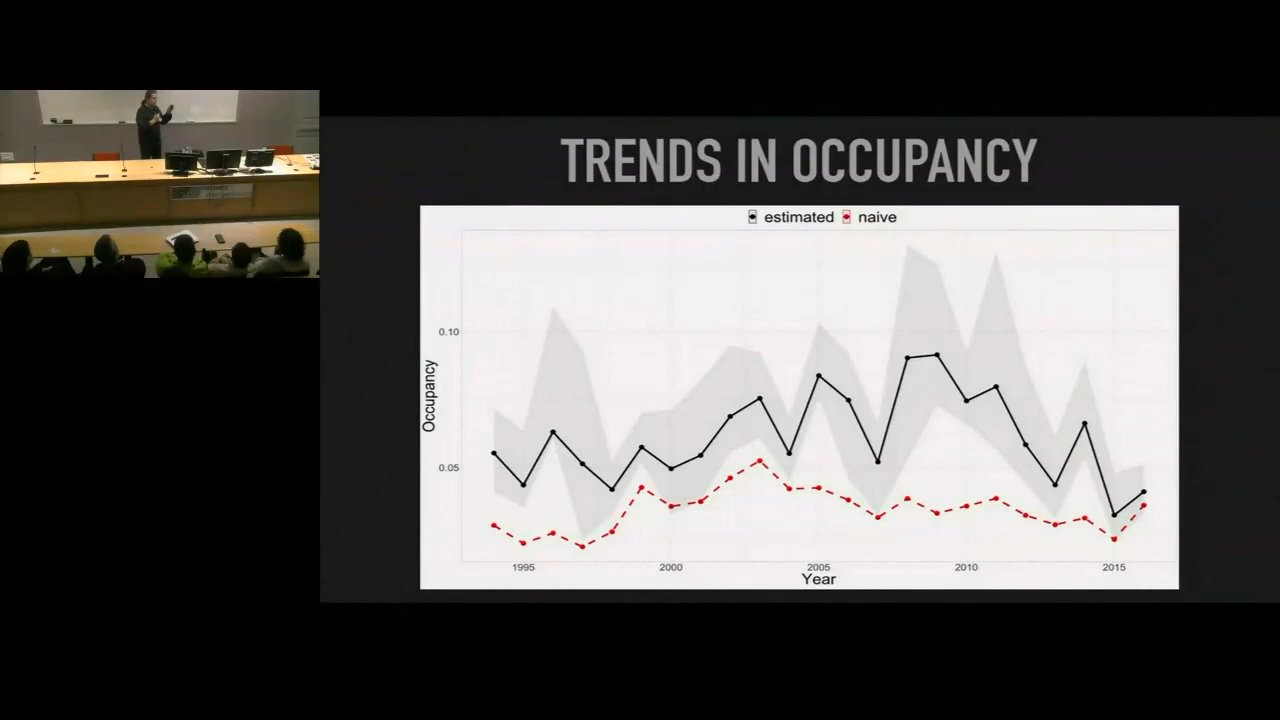 TRENDS IN OCCUPANCY
estimated naive
0.10
0.05
Occupancy
1995 2000 2005 2010 2015
Year